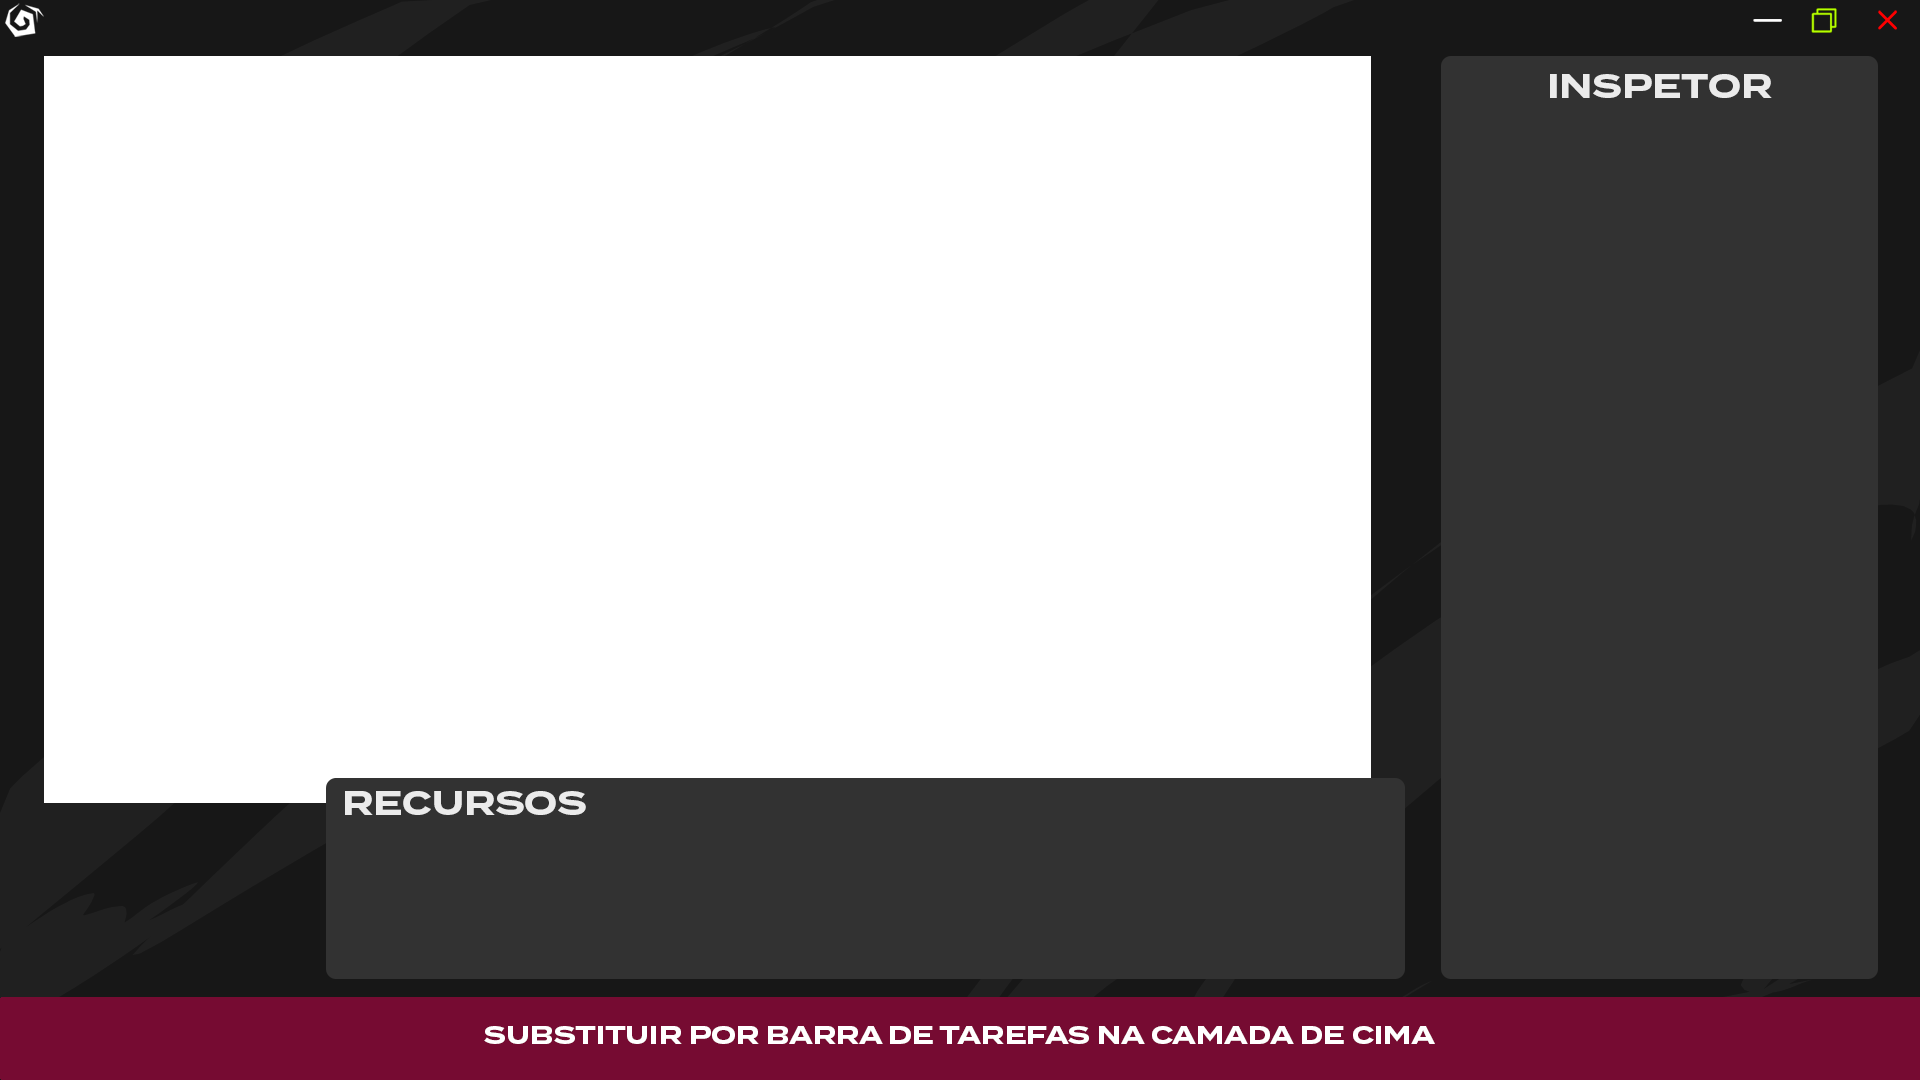 INSPETOR
RECURSOS
SUBSTITUIR POR BARRA DE TAREFAS NA CAMADA DE CIMA